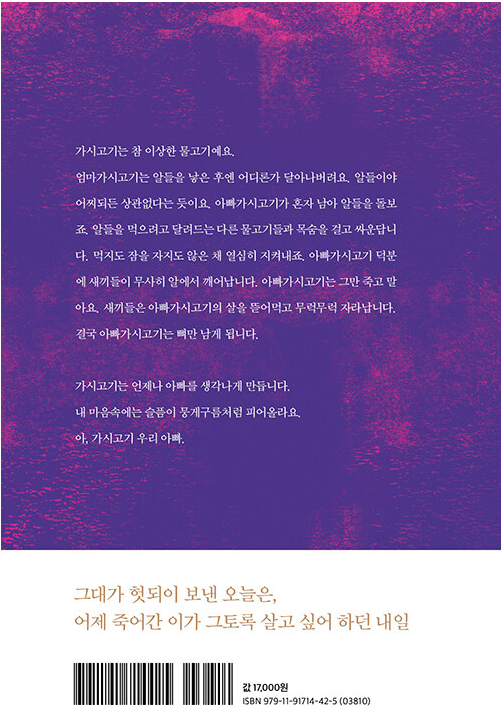 가시고기는 참 이상한 물고기예요.
엄마가시고기는 알들을 낳은 후엔 어디론가 달아나버려요. 알들이야
어찌되든 상관없다는 듯이요. 아빠가시고기가 혼자 남아 알들을 돌보
죠. 알들을 먹으려고 달려드는 다른 물고기들과 목숨을 걸고 싸운답니
다. 먹지도 잠을 자지도 않은 채 열심히 지켜내죠. 아빠가시고기 덕분
에 새끼들이 무사히 알에서 깨어납니다. 아빠가시고기는 그만 죽고 말
아요. 새끼들은 아빠가시고기의 살을 뜯어먹고 무럭무럭 자라납니다.
결국 아빠가시고기는 뼈만 남게 됩니다.
가시고기는 언제나 아빠를 생각나게 만듭니다.
내 마음속에는 슬픔이 뭉게구름처럼 피어올라요.
아, 가시고기 우리 아빠.
그대가 헛되이 보낸 오늘은,
어제 죽어간 이가 그토록 살고 싶어 하던 내일
값 17,000원
ISBN 979-11-91714-42-5 (03810)